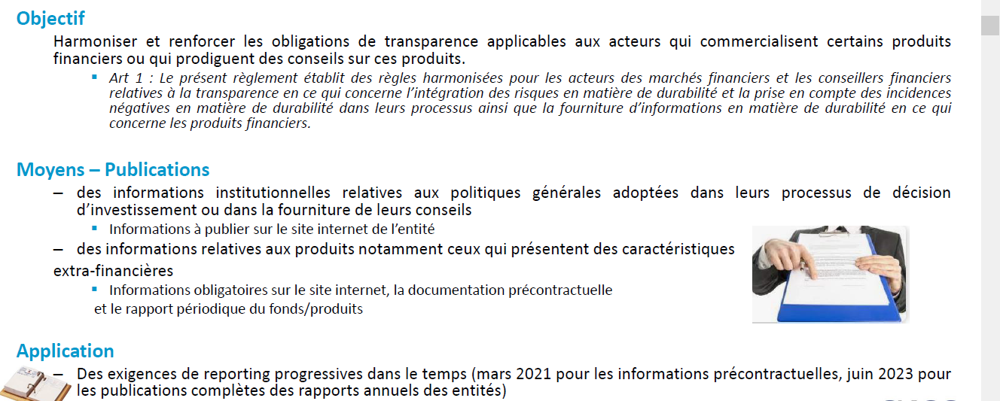 Objectif
Harmoniser et renforcer les obligations de transparence applicables aux acteurs qui commercialisent certains produits
financiers ou qui prodiguent des conseils sur ces produits.
▪ Art 1 : Le présent règlement établit des règles harmonisées pour les acteurs des marchés financiers et les conseillers financiers
relatives à la transparence en ce qui concerne l’intégration des risques en matière de durabilité et la prise en compte des incidences
négatives en matière de durabilité dans leurs processus ainsi que la fourniture d’informations en matière de durabilité en ce qui
concerne les produits financiers.
Moyens – Publications
– des informations institutionnelles relatives aux politiques générales adoptées dans leurs processus de décision
d’investissement ou dans la fourniture de leurs conseils
▪ Informations à publier sur le site internet de l’entité
– des informations relatives aux produits notamment ceux qui présentent des caractéristiques
extra-financières
▪ Informations obligatoires sur le site internet, la documentation précontractuelle
et le rapport périodique du fonds/produits
Application
– Des exigences de reporting progressives dans le temps (mars 2021 pour les informations précontractuelles, juin 2023 pour
les publications complètes des rapports annuels des entités)